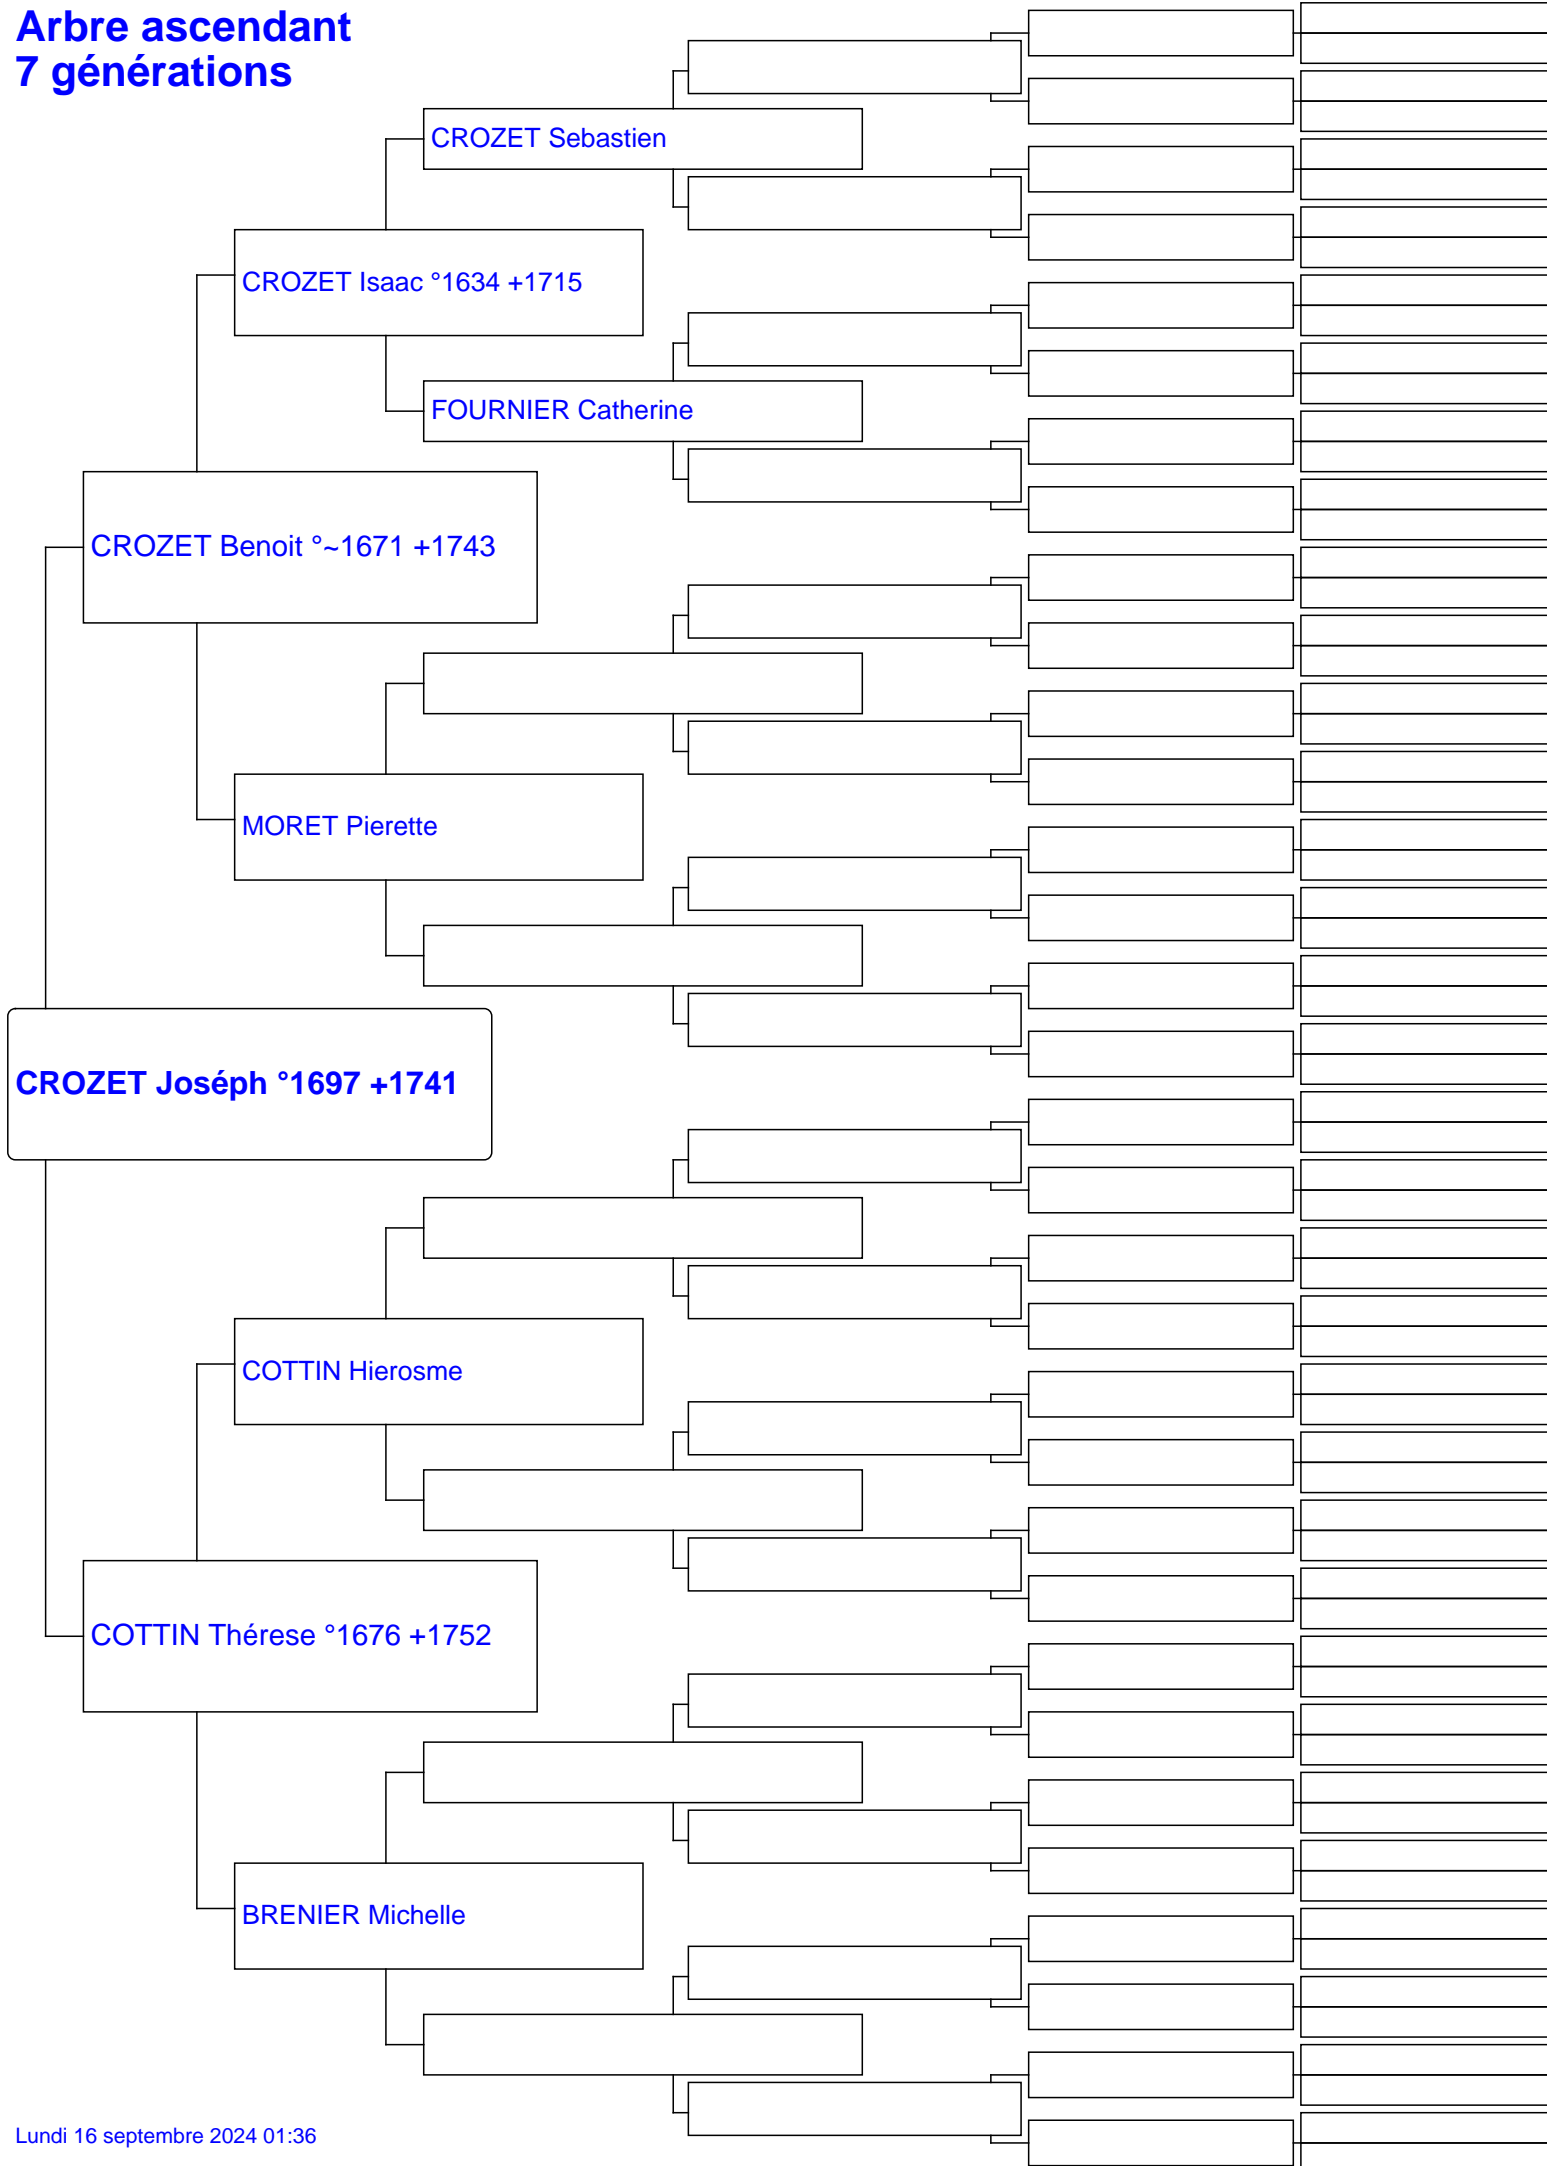 Arbre ascendant
7 générations
CROZET Sebastien
CROZET Isaac °1634 +1715
FOURNIER Catherine
CROZET Benoit °~1671 +1743
MORET Pierette
CROZET Joséph °1697 +1741
COTTIN Hierosme
COTTIN Thérese °1676 +1752
BRENIER Michelle
Lundi 16 septembre 2024 01:36